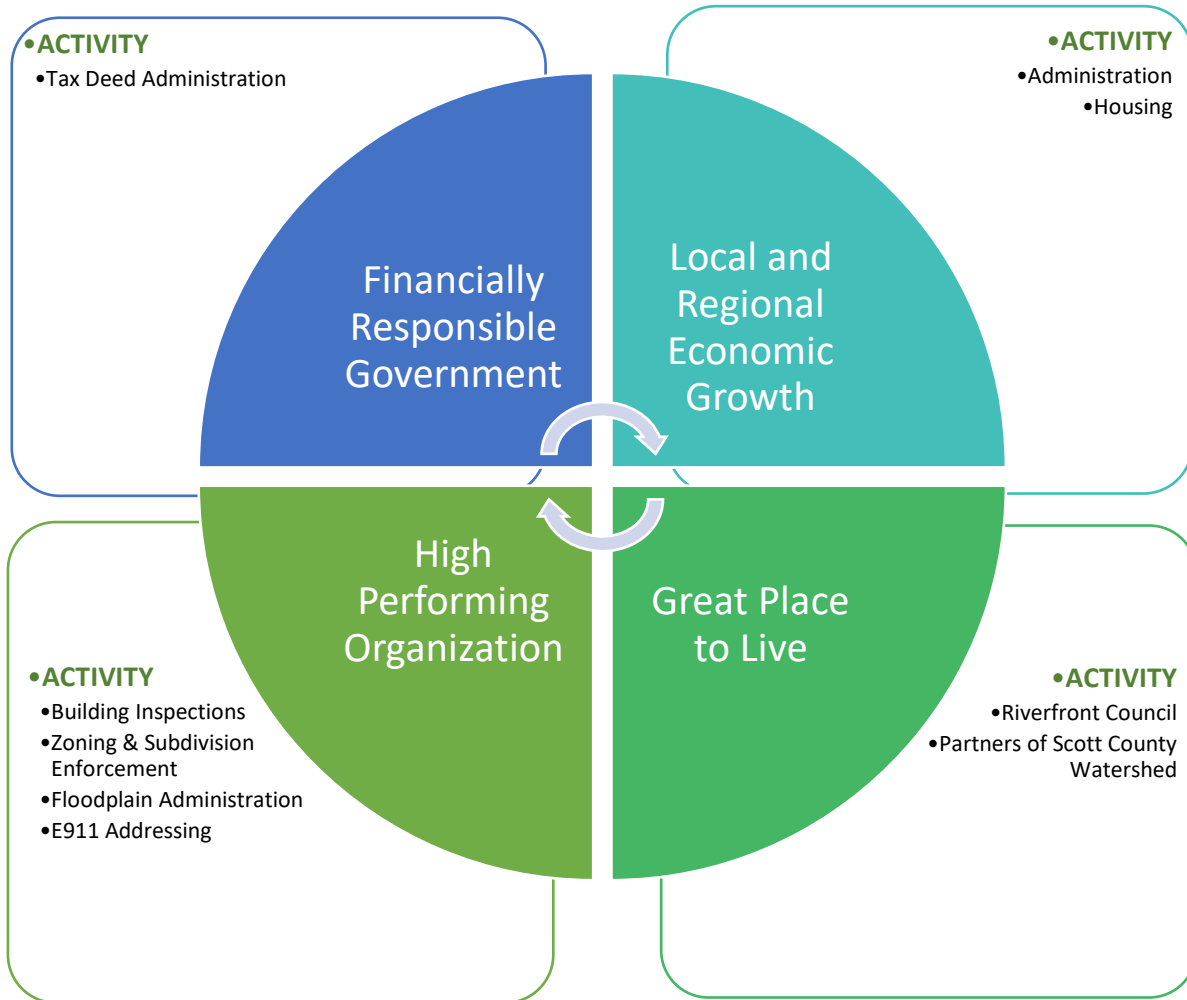 •ACTIVITY
•Tax Deed Administration
•ACTIVITY
•Administration
•Housing
Financially
Responsible
Government
Local and
Regional
Economic
Growth
High
Performing
Organization
Great Place
to Live
•ACTIVITY
•Building Inspections
•Zoning & Subdivision
Enforcement
•Floodplain Administration
•E911 Addressing
•ACTIVITY
•Riverfront Council
•Partners of Scott County
Watershed